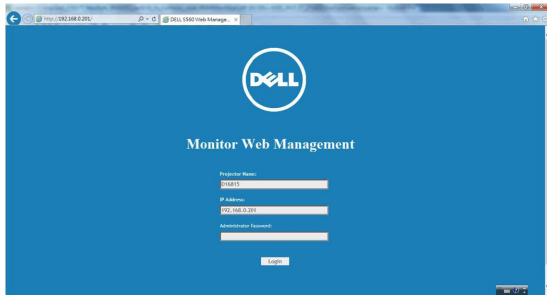 http://192.168.0.201/
DELL S560 Web Manage...
DELL
Monitor Web Management
Projector Name:
D16815
IP Address:
192.168.0.201
Administrator Password:
Login